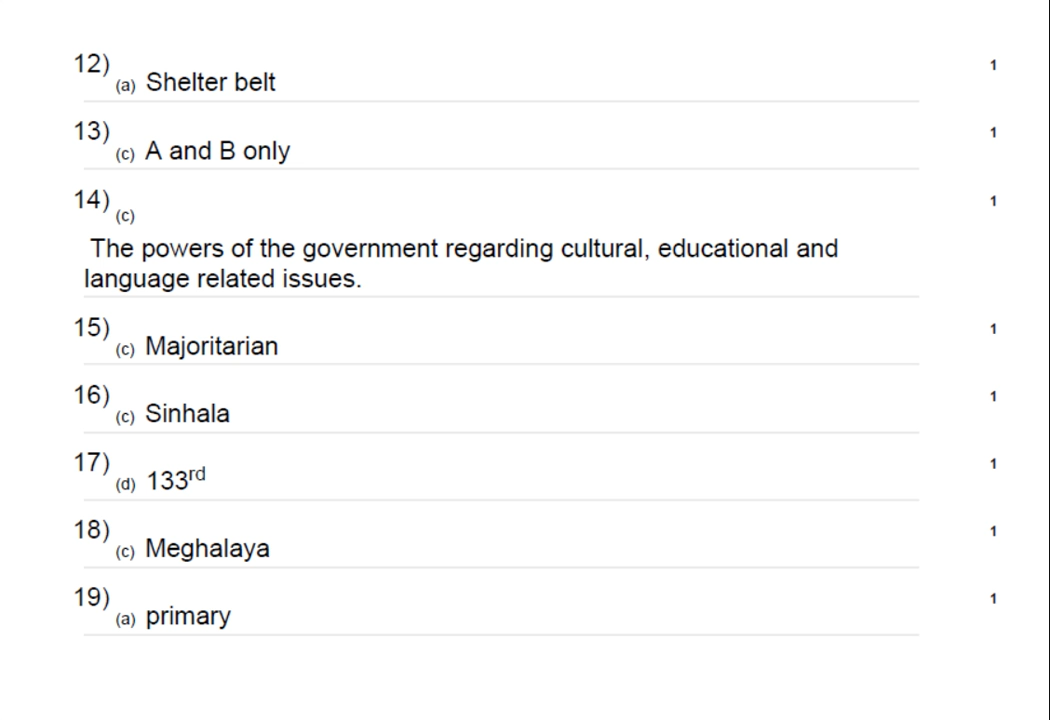 12)
1
(a) Shelter belt
13)
1
(c) A and B only
14)
1
(c)
The powers of the government regarding cultural, educational and
language related issues.
15)
1
(c) Majoritarian
16)
1
(c) Sinhala
17)
1
(d) 133rd
18)
1
(c) Meghalaya
19)
1
(a) primary